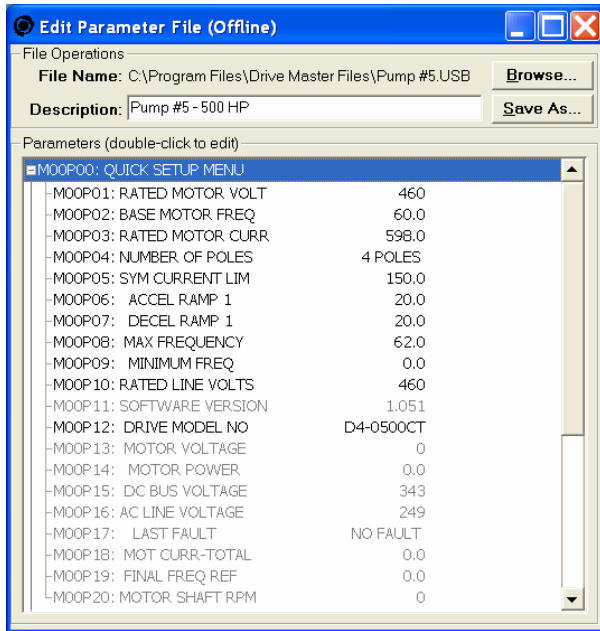 Edit Parameter File (Offline)
File Operations
File Name: C:\Program Files\Drive Master Files\Pump #5.USB Browse...
Description: Pump #5 - 500 HP Save As...
Parameters (double-click to edit)
M00P00: QUICK SETUP MENU
M00P01: RATED MOTOR VOLT 460
M00P02: BASE MOTOR FREQ 60.0
M00P03: RATED MOTOR CURR 598.0
M00P04: NUMBER OF POLES 4 POLES
M00P05: SYM CURRENT LIM 150.0
M00P06: ACCEL RAMP 1 20.0
M00P07: DECEL RAMP 1 20.0
M00P08: MAX FREQUENCY 62.0
M00P09: MINIMUM FREQ 0.0
M00P10: RATED LINE VOLTS 460
M00P11: SOFTWARE VERSION 1.051
M00P12: DRIVE MODEL NO D4-0500CT
M00P13: MOTOR VOLTAGE 0
M00P14: MOTOR POWER 0.0
M00P15: DC BUS VOLTAGE 343
M00P16: AC LINE VOLTAGE 249
M00P17: LAST FAULT NO FAULT
M00P18: MOT CURR-TOTAL 0.0
M00P19: FINAL FREQ REF 0.0
M00P20: MOTOR SHAFT RPM 0